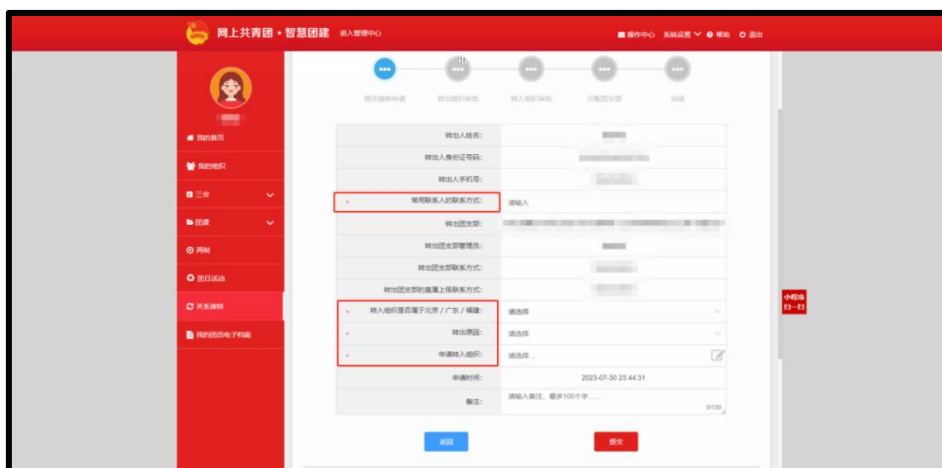 网上共青团·智慧团建 进入管理中心
操作中心 系统设置 帮助 退出
提交接转申请 转出组织审批 转入组织审批 分配团支部 完成
我的首页
我的组织
三会
团课
两制
团日活动
关系接转
我的团员电子档案
转出人姓名：
转出人身份证号码：
转出人手机号：
* 常用联系人的联系方式： 请输入
转出团支部：
转出团支部管理员：
转出团支部联系方式：
转出团支部的直属上级联系方式：
* 转入组织是否属于北京/广东/福建： 请选择
* 转出原因： 请选择
* 申请转入组织： 请选择...
申请时间： 2023-07-30 23:44:31
备注： 请输入备注，最多100个字......
0/100
返回 提交
小程序
扫一扫